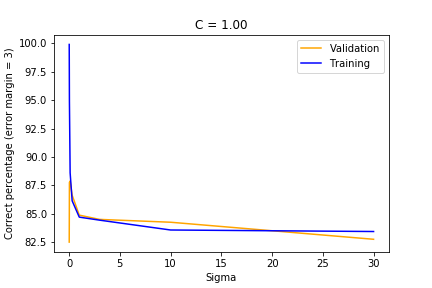 C = 1.00
Correct percentage (error margin = 3)
100.0
97.5
95.0
92.5
90.0
87.5
85.0
82.5
Validation
Training
0 5 10 15 20 25 30
Sigma